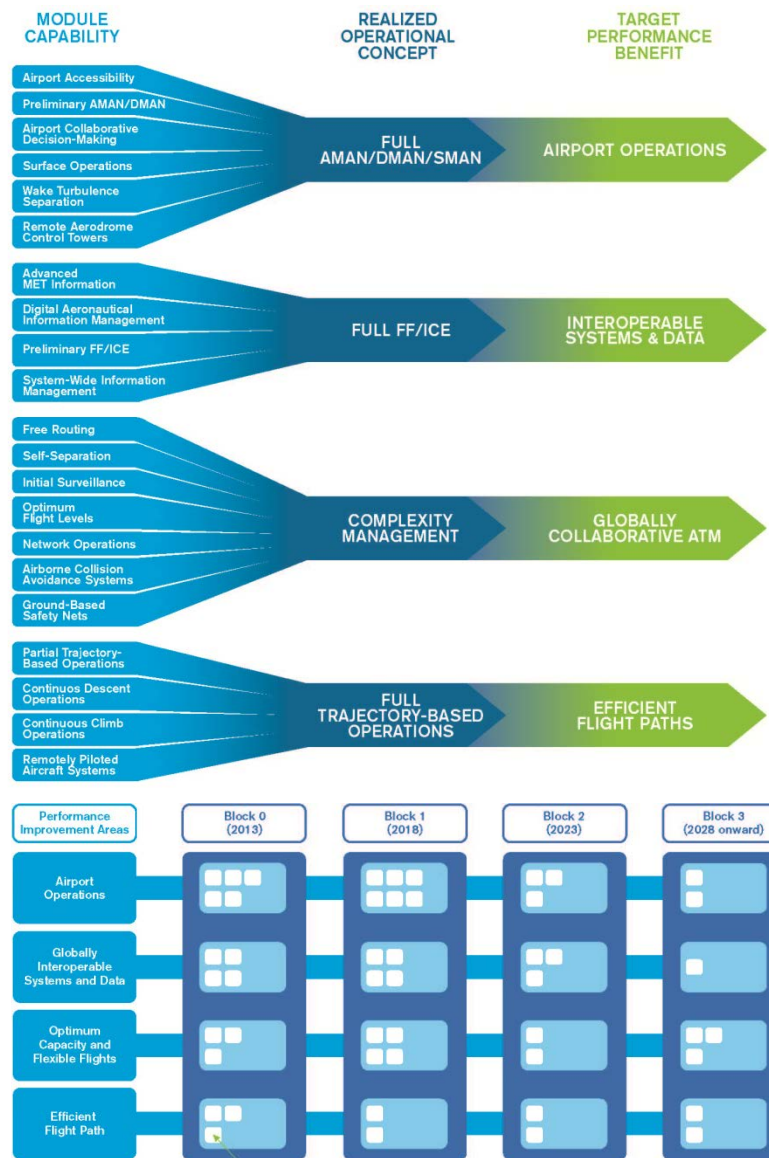 MODULE
CAPABILITY
REALIZED
OPERATIONAL
CONCEPT
TARGET
PERFORMANCE
BENEFIT
Airport Accessibility
Preliminary AMAN/DMAN
Airport Collaborative
Decision-Making
Surface Operations
Wake Turbulence
Separation
Remote Aerodrome
Control Towers
FULL
AMAN/DMAN/SMAN
AIRPORT OPERATIONS
Advanced
MET Information
Digital Aeronautical
Information Management
Preliminary FF/ICE
System-Wide Information
Management
FULL FF/ICE
INTEROPERABLE
SYSTEMS & DATA
Free Routing
Self-Separation
Initial Surveillance
Optimum
Flight Levels
Network Operations
Airborne Collision
Avoidance Systems
Ground-Based
Safety Nets
COMPLEXITY
MANAGEMENT
GLOBALLY
COLLABORATIVE ATM
Partial Trajectory-
Based Operations
Continuos Descent
Operations
Continuous Climb
Operations
Remotely Piloted
Aircraft Systems
FULL
TRAJECTORY-BASED
OPERATIONS
EFFICIENT
FLIGHT PATHS
Performance
Improvement Areas
Block 0
(2013)
Block 1
(2018)
Block 2
(2023)
Block 3
(2028 onward)
Airport
Operations
Globally
Interoperable
Systems and Data
Optimum
Capacity and
Flexible Flights
Efficient
Flight Path